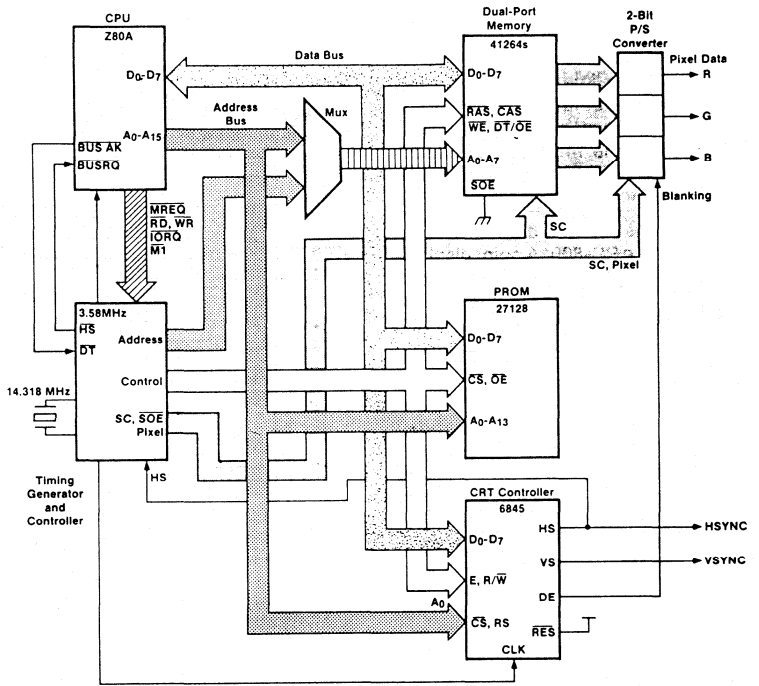 CPU
Z80A
D0-D7
A0-A15
BUS AK
BUSRQ
Data Bus
Address
Bus
Mux
Dual-Port
Memory
41264s
D0-D7
RAS, CAS
WE, DT/OE
A0-A7
SOE
2-Bit
P/S
Converter
Pixel Data
R
G
B
Blanking
SC
SC, Pixel
MREQ
RD, WR
IORQ
M1
3.58MHz
HS
DT
Address
Control
SC, SOE
Pixel
14.318 MHz
HS
Timing
Generator
and
Controller
PROM
27128
D0-D7
CS, OE
A0-A13
CRT Controller
6845
D0-D7
E, R/W
A0
CS, RS
CLK
HS
VS
DE
RES
HSYNC
VSYNC